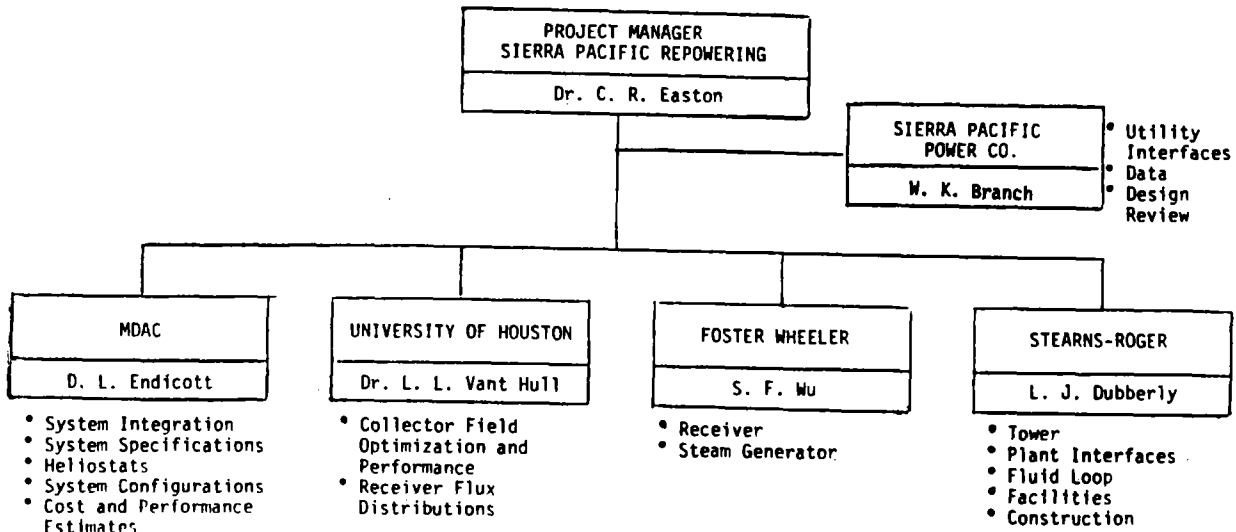 PROJECT MANAGER
SIERRA PACIFIC REPOWERING
Dr. C. R. Easton
SIERRA PACIFIC
POWER CO.
W. K. Branch
• Utility
Interfaces
• Data
• Design
Review
MDAC
D. L. Endicott
• System Integration
• System Specifications
• Heliostats
• System Configurations
• Cost and Performance
Estimates
UNIVERSITY OF HOUSTON
Dr. L. L. Vant Hull
• Collector Field
Optimization and
Performance
• Receiver Flux
Distributions
FOSTER WHEELER
S. F. Wu
• Receiver
• Steam Generator
STEARNS-ROGER
L. J. Dubberly
• Tower
• Plant Interfaces
• Fluid Loop
• Facilities
• Construction